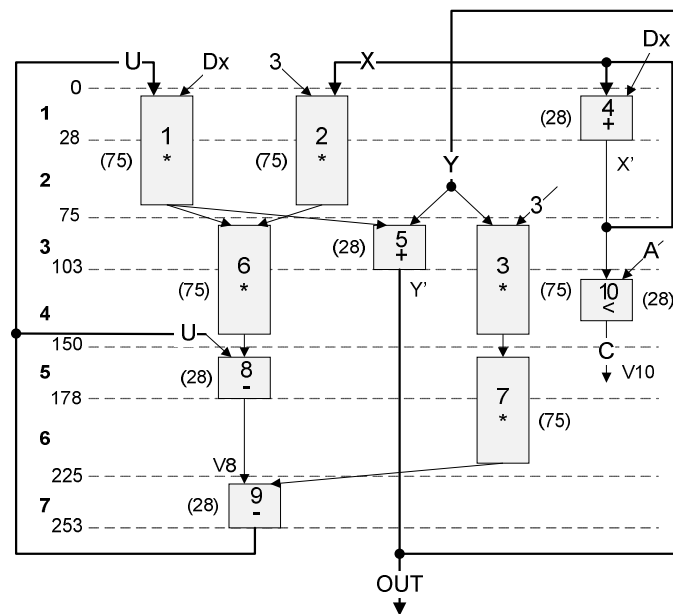 U Dx 3 X Dx
0
1 (75) 1 * (75) 2 * (28) 4 +
28
2 Y X'
75
3 (28) 5 + 3
103
6 * (75) Y' 3 * (75) 10 < (28) A'
4
150
U C
5 (28) 8 - V10
178
7 * (75)
6
V8
225
7 (28) 9 -
253
OUT